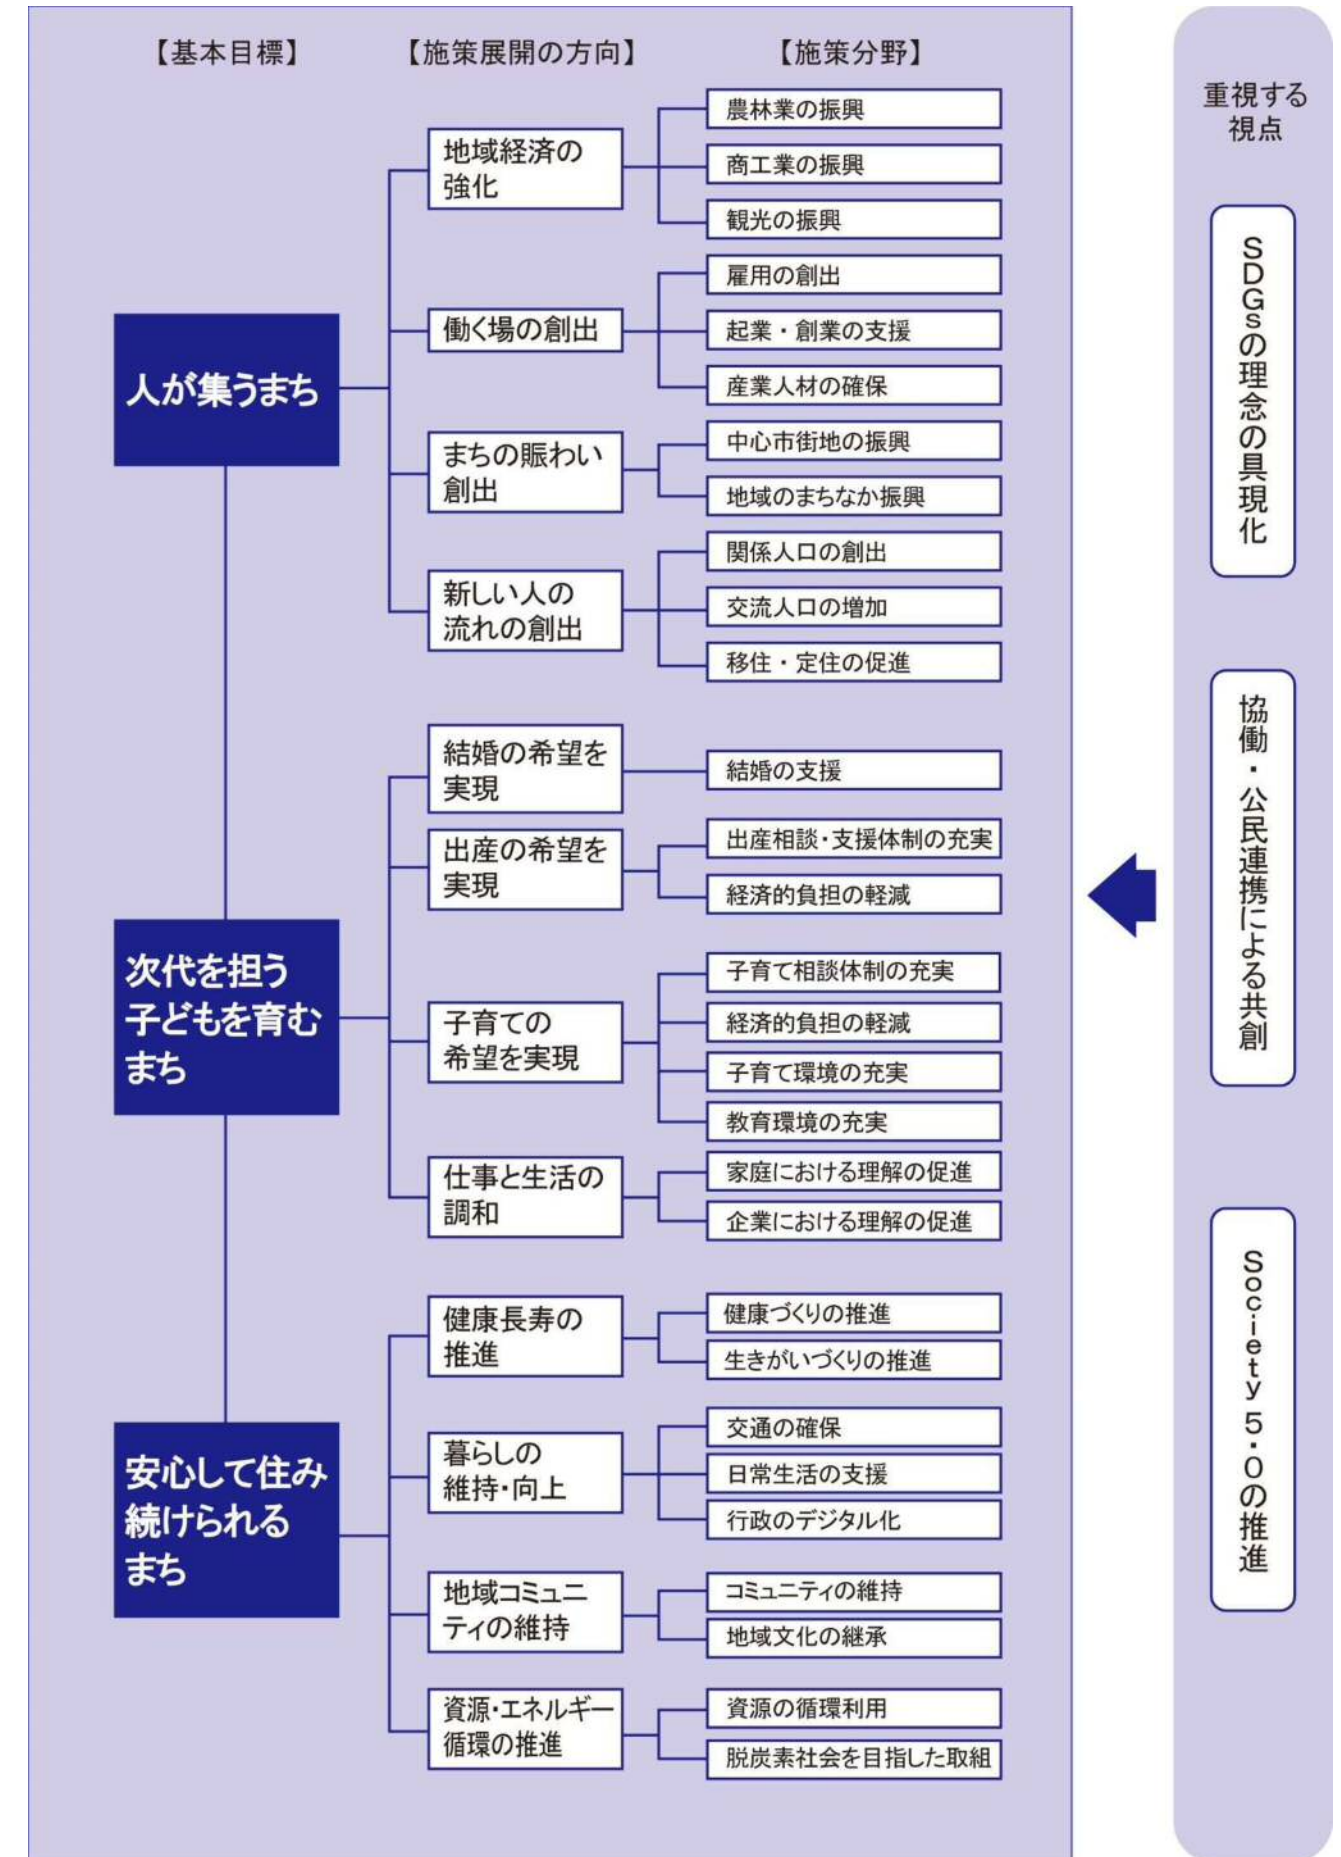 【基本目標】
【施策展開の方向】
【施策分野】
人が集うまち
地域経済の
強化
農林業の振興
商工業の振興
観光の振興
働く場の創出
雇用の創出
起業・創業の支援
産業人材の確保
まちの賑わい
創出
中心市街地の振興
地域のまちなか振興
新しい人の
流れの創出
関係人口の創出
交流人口の増加
移住・定住の促進
次代を担う
子どもを育む
まち
結婚の希望を
実現
結婚の支援
出産の希望を
実現
出産相談・支援体制の充実
経済的負担の軽減
子育ての
希望を実現
子育て相談体制の充実
経済的負担の軽減
子育て環境の充実
教育環境の充実
仕事と生活の
調和
家庭における理解の促進
企業における理解の促進
安心して住み
続けられる
まち
健康長寿の
推進
健康づくりの推進
生きがいづくりの推進
暮らしの
維持・向上
交通の確保
日常生活の支援
行政のデジタル化
地域コミュニ
ティの維持
コミュニティの維持
地域文化の継承
資源・エネルギー
循環の推進
資源の循環利用
脱炭素社会を目指した取組
重視する
視点
SDGsの理念の具現化
協働・公民連携による共創
Society 5.0の推進